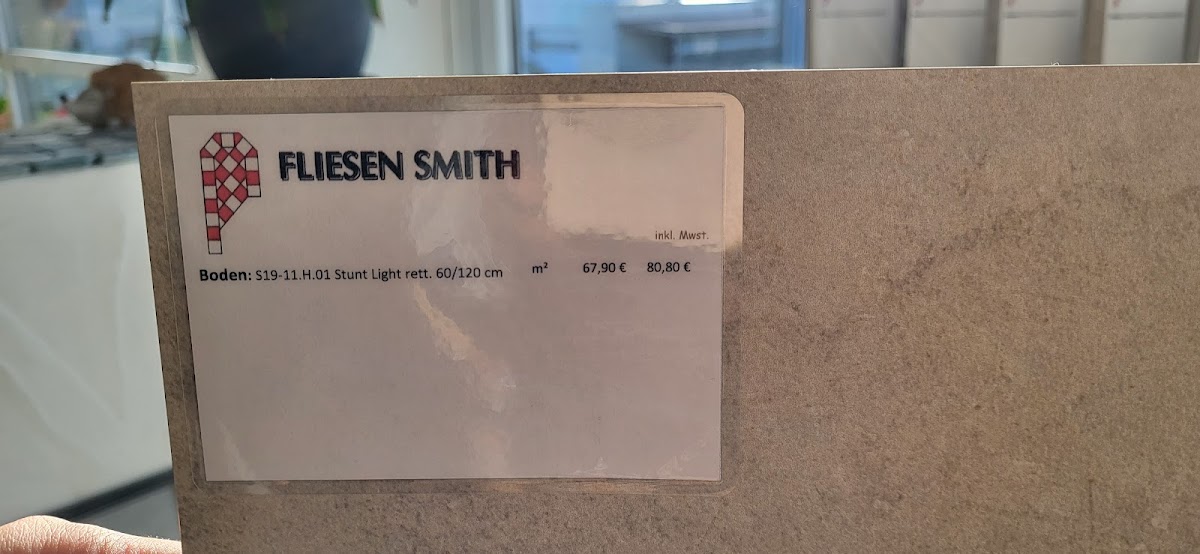 FLIESEN SMITH
inkl. Mwst.
Boden: S19-11.H.01 Stunt Light rett. 60/120 cm m² 67,90 € 80,80 €